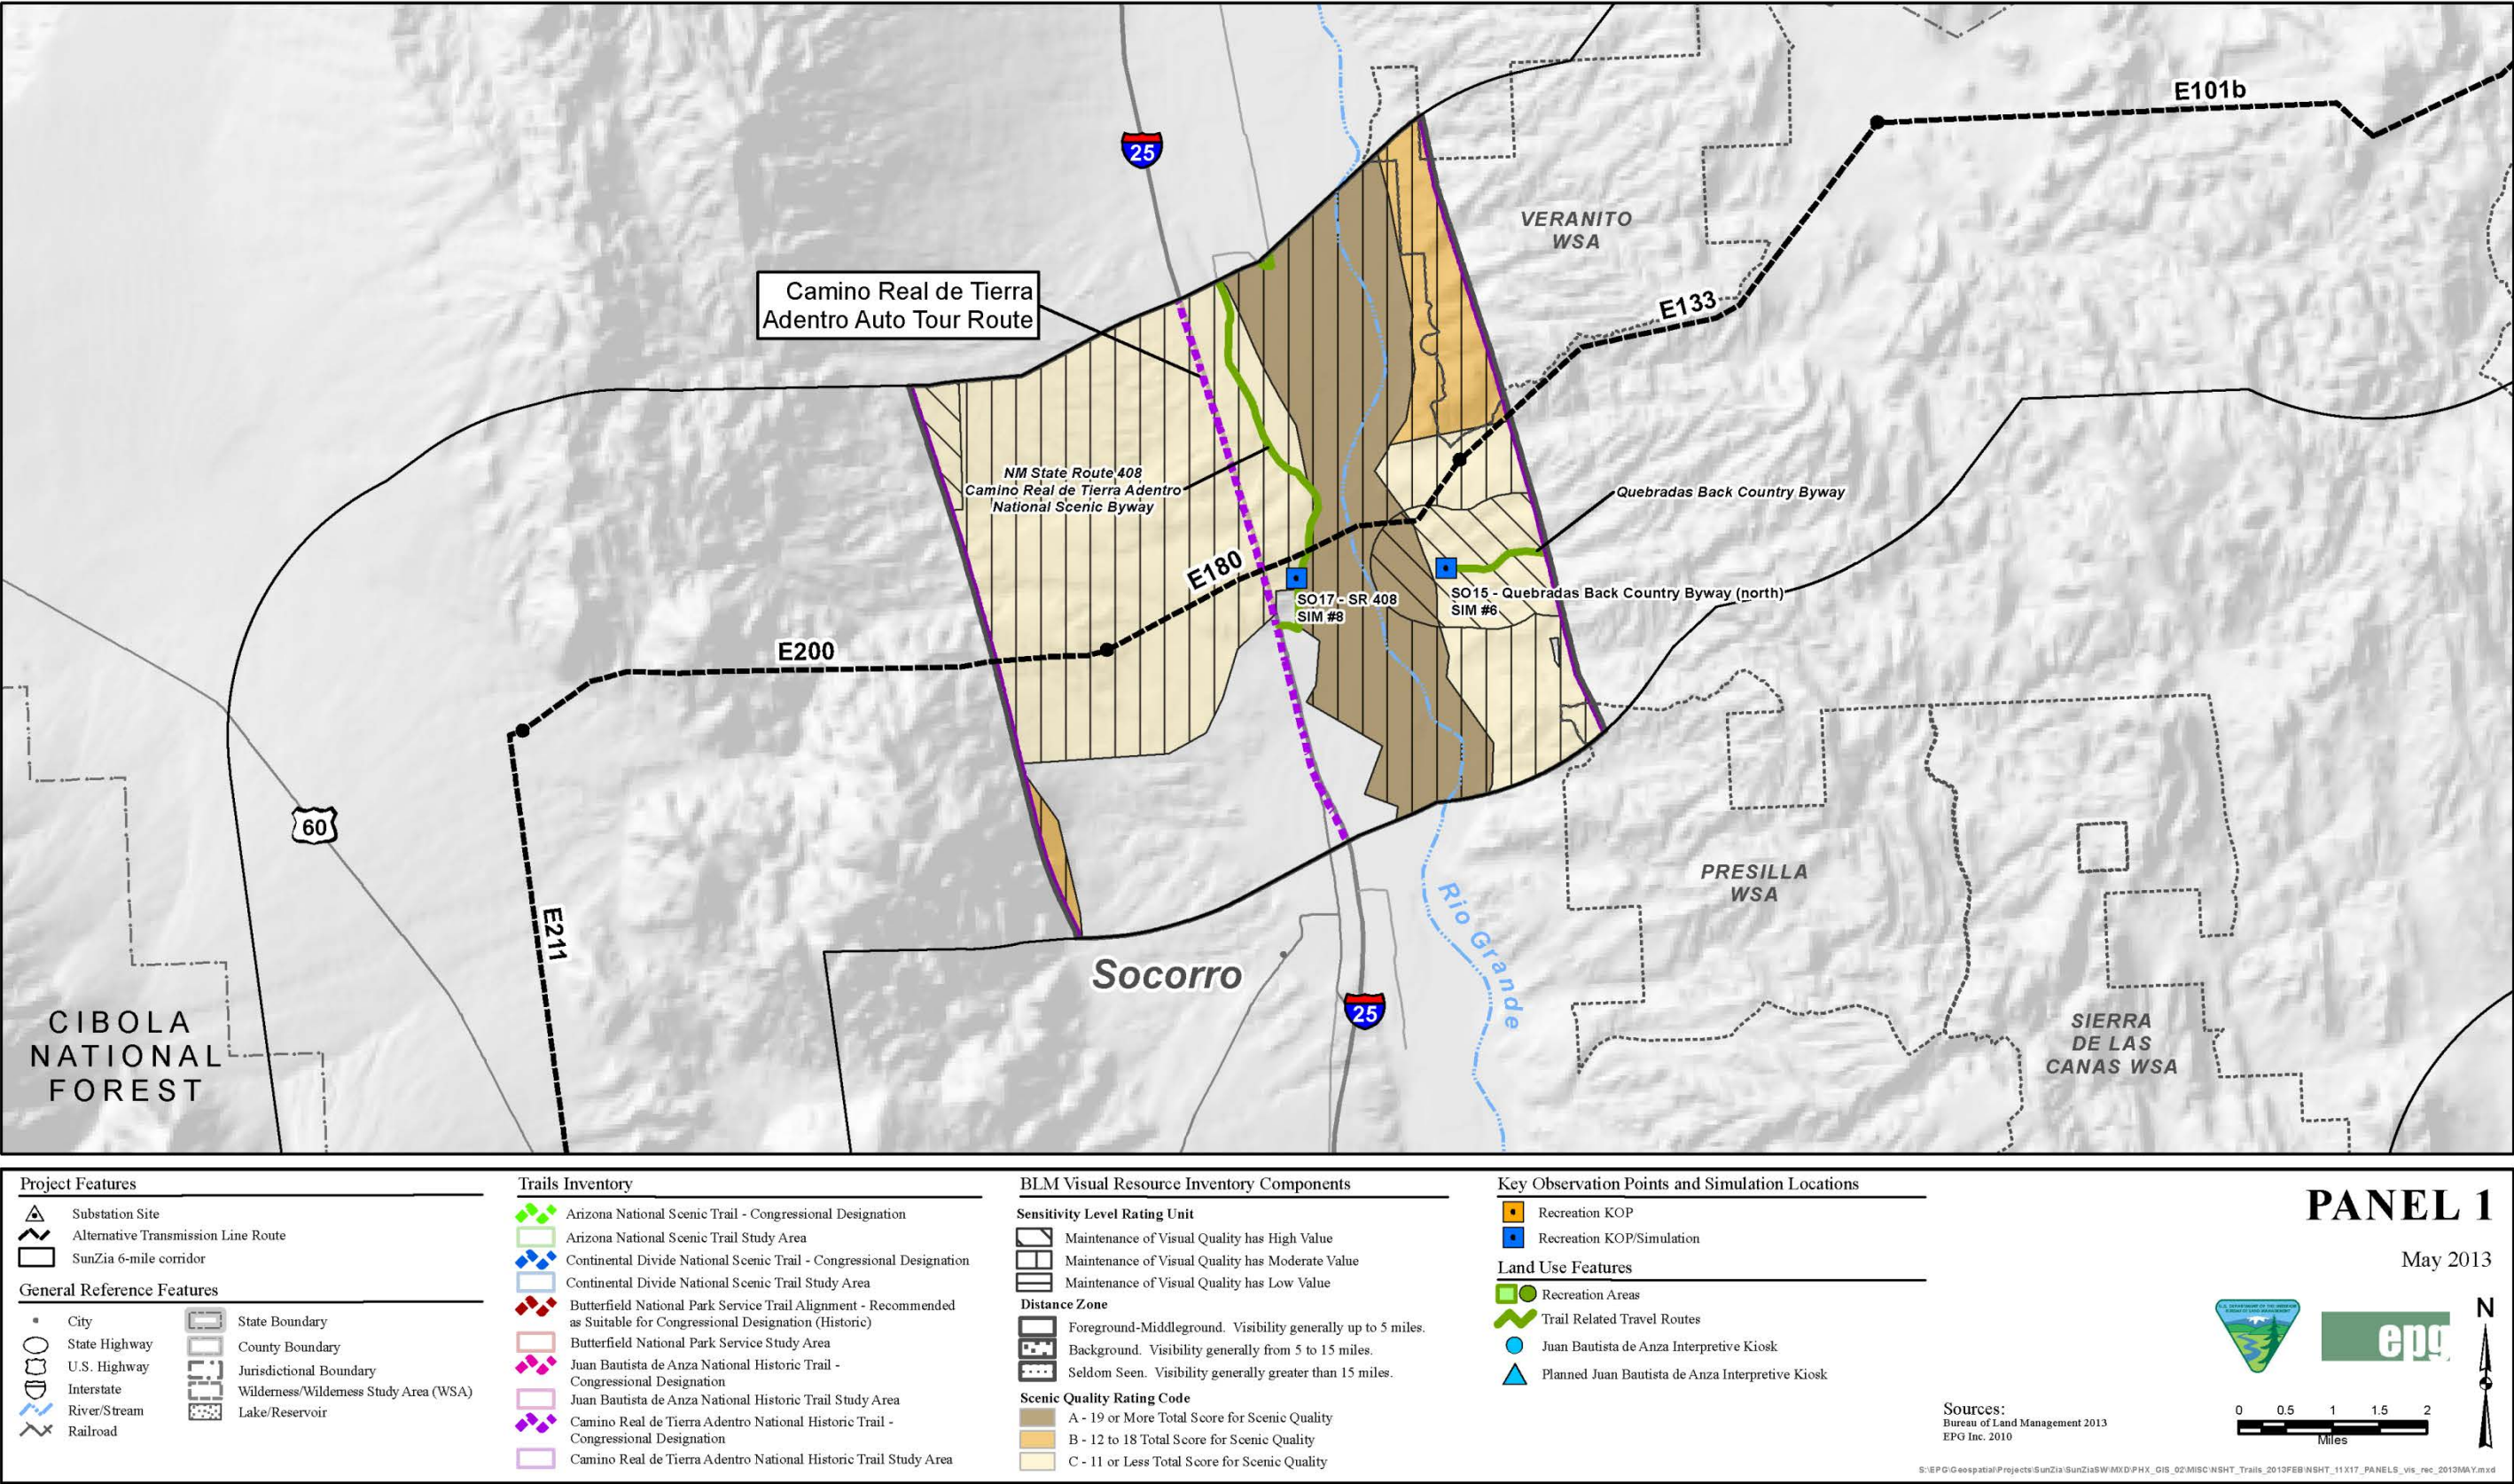 E101b
25
VERANITO
WSA
Camino Real de Tierra
Adentro Auto Tour Route
E133
NM State Route 408
Camino Real de Tierra Adentro
National Scenic Byway
Quebradas Back Country Byway
E180
SO17 - SR 408
SIM #8
SO15 - Quebradas Back Country Byway (north)
SIM #6
E200
60
E211
PRESILLA
WSA
Rio Grande
Socorro
25
CIBOLA
NATIONAL
FOREST
SIERRA
DE LAS
CANAS WSA
Project Features
Substation Site
Alternative Transmission Line Route
SunZia 6-mile corridor
General Reference Features
City
State Highway
U.S. Highway
Interstate
River/Stream
Railroad
State Boundary
County Boundary
Jurisdictional Boundary
Wilderness/Wilderness Study Area (WSA)
Lake/Reservoir
Trails Inventory
Arizona National Scenic Trail - Congressional Designation
Arizona National Scenic Trail Study Area
Continental Divide National Scenic Trail - Congressional Designation
Continental Divide National Scenic Trail Study Area
Butterfield National Park Service Trail Alignment - Recommended
as Suitable for Congressional Designation (Historic)
Butterfield National Park Service Study Area
Juan Bautista de Anza National Historic Trail -
Congressional Designation
Juan Bautista de Anza National Historic Trail Study Area
Camino Real de Tierra Adentro National Historic Trail -
Congressional Designation
Camino Real de Tierra Adentro National Historic Trail Study Area
BLM Visual Resource Inventory Components
Sensitivity Level Rating Unit
Maintenance of Visual Quality has High Value
Maintenance of Visual Quality has Moderate Value
Maintenance of Visual Quality has Low Value
Distance Zone
Foreground-Middleground. Visibility generally up to 5 miles.
Background. Visibility generally from 5 to 15 miles.
Seldom Seen. Visibility generally greater than 15 miles.
Scenic Quality Rating Code
A - 19 or More Total Score for Scenic Quality
B - 12 to 18 Total Score for Scenic Quality
C - 11 or Less Total Score for Scenic Quality
Key Observation Points and Simulation Locations
Recreation KOP
Recreation KOP/Simulation
Land Use Features
Recreation Areas
Trail Related Travel Routes
Juan Bautista de Anza Interpretive Kiosk
Planned Juan Bautista de Anza Interpretive Kiosk
PANEL 1
May 2013
epg
N
Sources:
Bureau of Land Management 2013
EPG Inc. 2010
0 0.5 1 1.5 2
Miles
S:\EPG\Geospatial\Projects\SunZia\SunZiaSW\MXD\PHX_GIS_02\MISC\NSHT_Trails_2013FEB\NSHT_11X17_PANELS_vis_rec_2013MAY.mxd